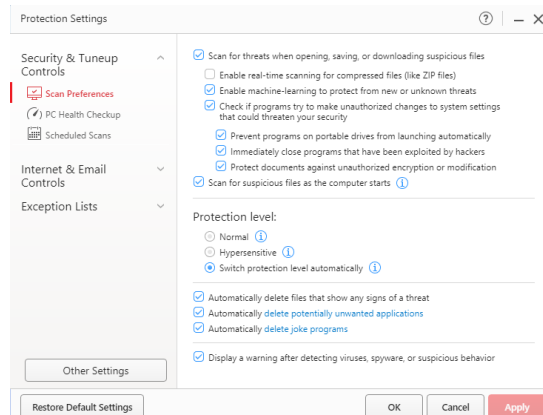 Protection Settings
Security & Tuneup
Controls
Scan Preferences
PC Health Checkup
Scheduled Scans
Internet & Email
Controls
Exception Lists
Other Settings
Scan for threats when opening, saving, or downloading suspicious files
Enable real-time scanning for compressed files (like ZIP files)
Enable machine-learning to protect from new or unknown threats
Check if programs try to make unauthorized changes to system settings
that could threaten your security
Prevent programs on portable drives from launching automatically
Immediately close programs that have been exploited by hackers
Protect documents against unauthorized encryption or modification
Scan for suspicious files as the computer starts
Protection level:
Normal
Hypersensitive
Switch protection level automatically
Automatically delete files that show any signs of a threat
Automatically delete potentially unwanted applications
Automatically delete joke programs
Display a warning after detecting viruses, spyware, or suspicious behavior
Restore Default Settings
OK
Cancel
Apply